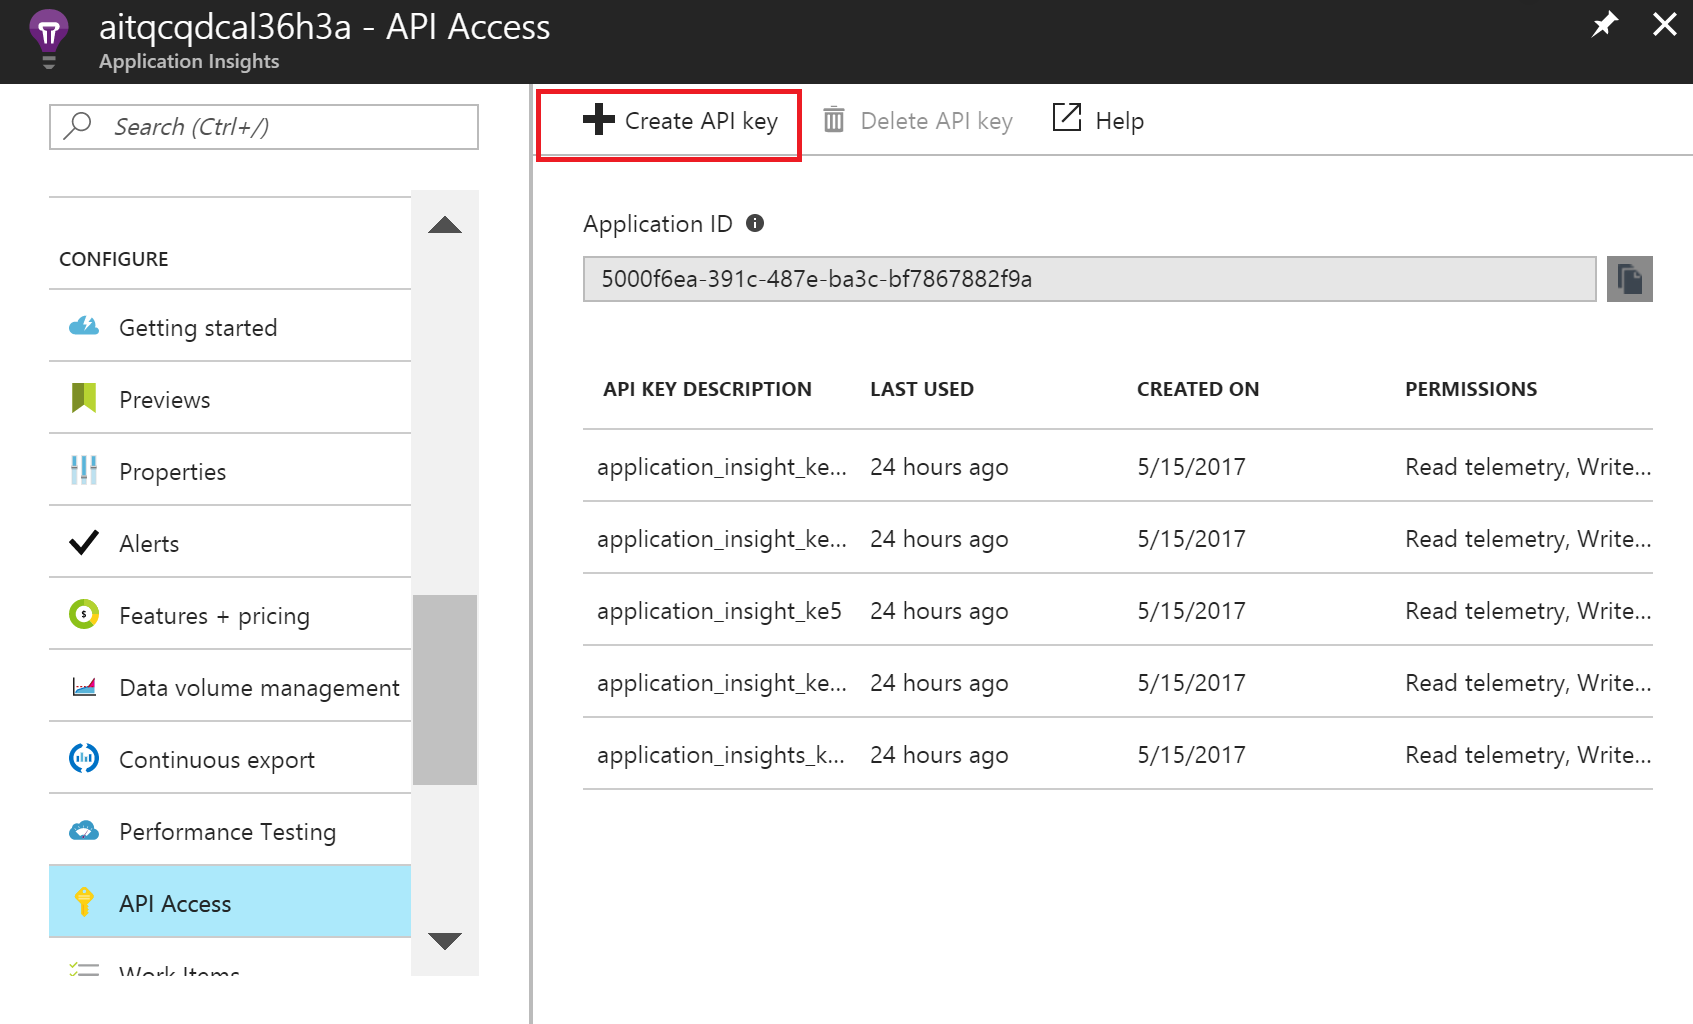 aitqcqdcal36h3a - API Access
Application Insights
Search (Ctrl+/)
CONFIGURE
Getting started
Previews
Properties
Alerts
Features + pricing
Data volume management
Continuous export
Performance Testing
API Access
Work Items
Create API key Delete API key Help
Application ID
5000f6ea-391c-487e-ba3c-bf7867882f9a
API KEY DESCRIPTION LAST USED CREATED ON PERMISSIONS
application_insight_ke... 24 hours ago 5/15/2017 Read telemetry, Write...
application_insight_ke... 24 hours ago 5/15/2017 Read telemetry, Write...
application_insight_ke5 24 hours ago 5/15/2017 Read telemetry, Write...
application_insight_ke... 24 hours ago 5/15/2017 Read telemetry, Write...
application_insights_k... 24 hours ago 5/15/2017 Read telemetry, Write...